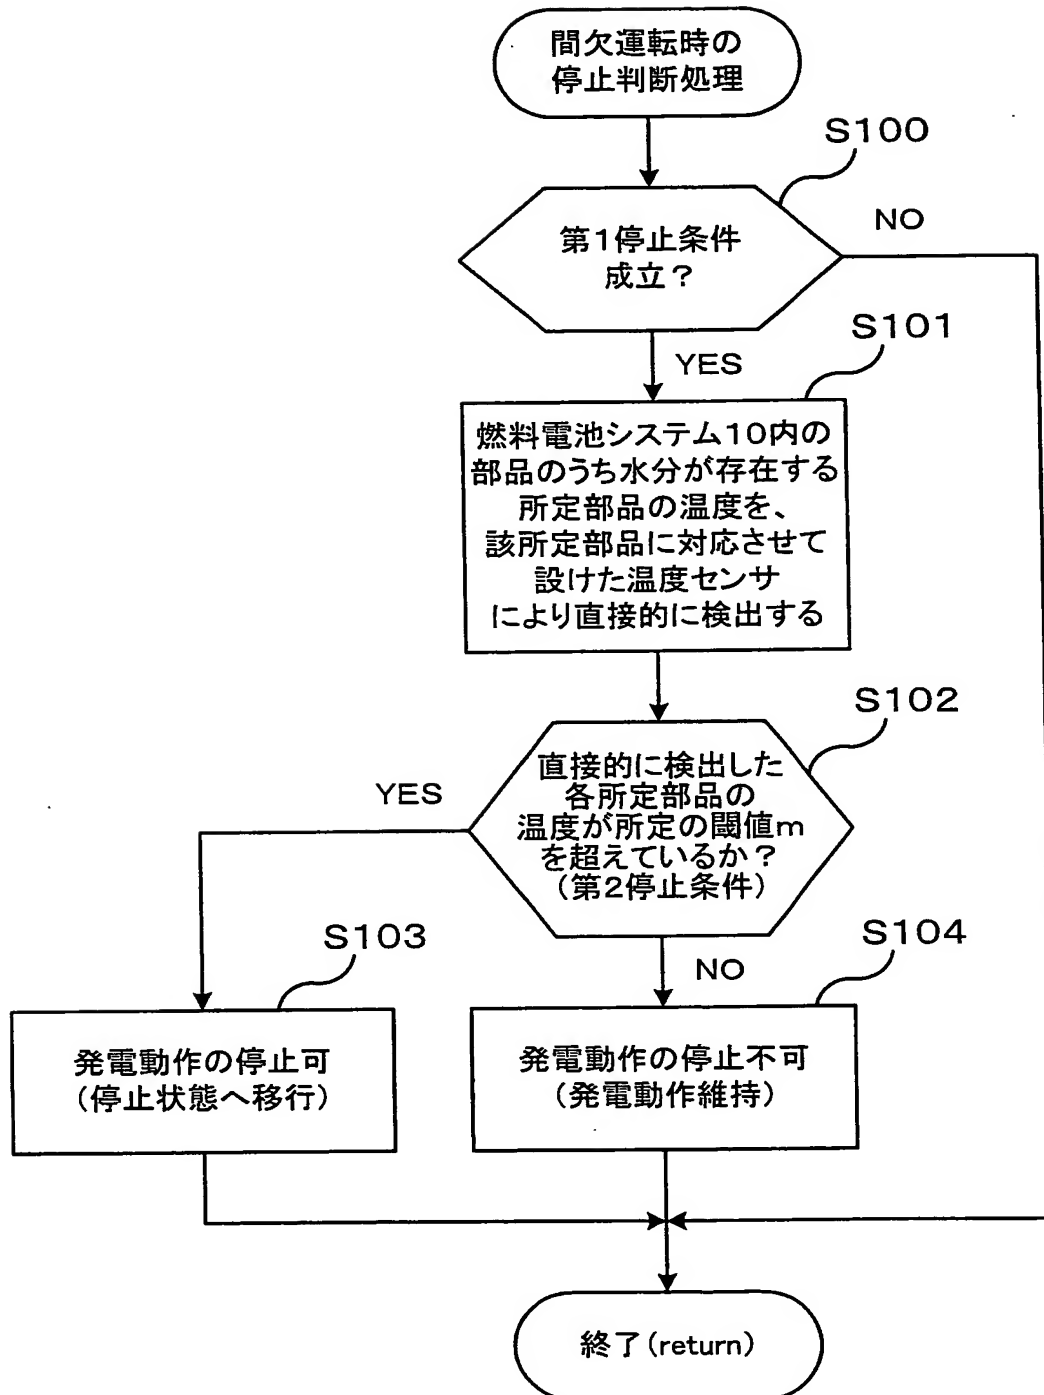 間欠運転時の
停止判断処理
S100
第1停止条件
成立?
NO
YES
S101
燃料電池システム10内の
部品のうち水分が存在する
所定部品の温度を、
該所定部品に対応させて
設けた温度センサ
により直接的に検出する
S102
直接的に検出した
各所定部品の
温度が所定の閾値m
を超えているか?
(第2停止条件)
YES
NO
S103
発電動作の停止可
(停止状態へ移行)
S104
発電動作の停止不可
(発電動作維持)
終了(return)